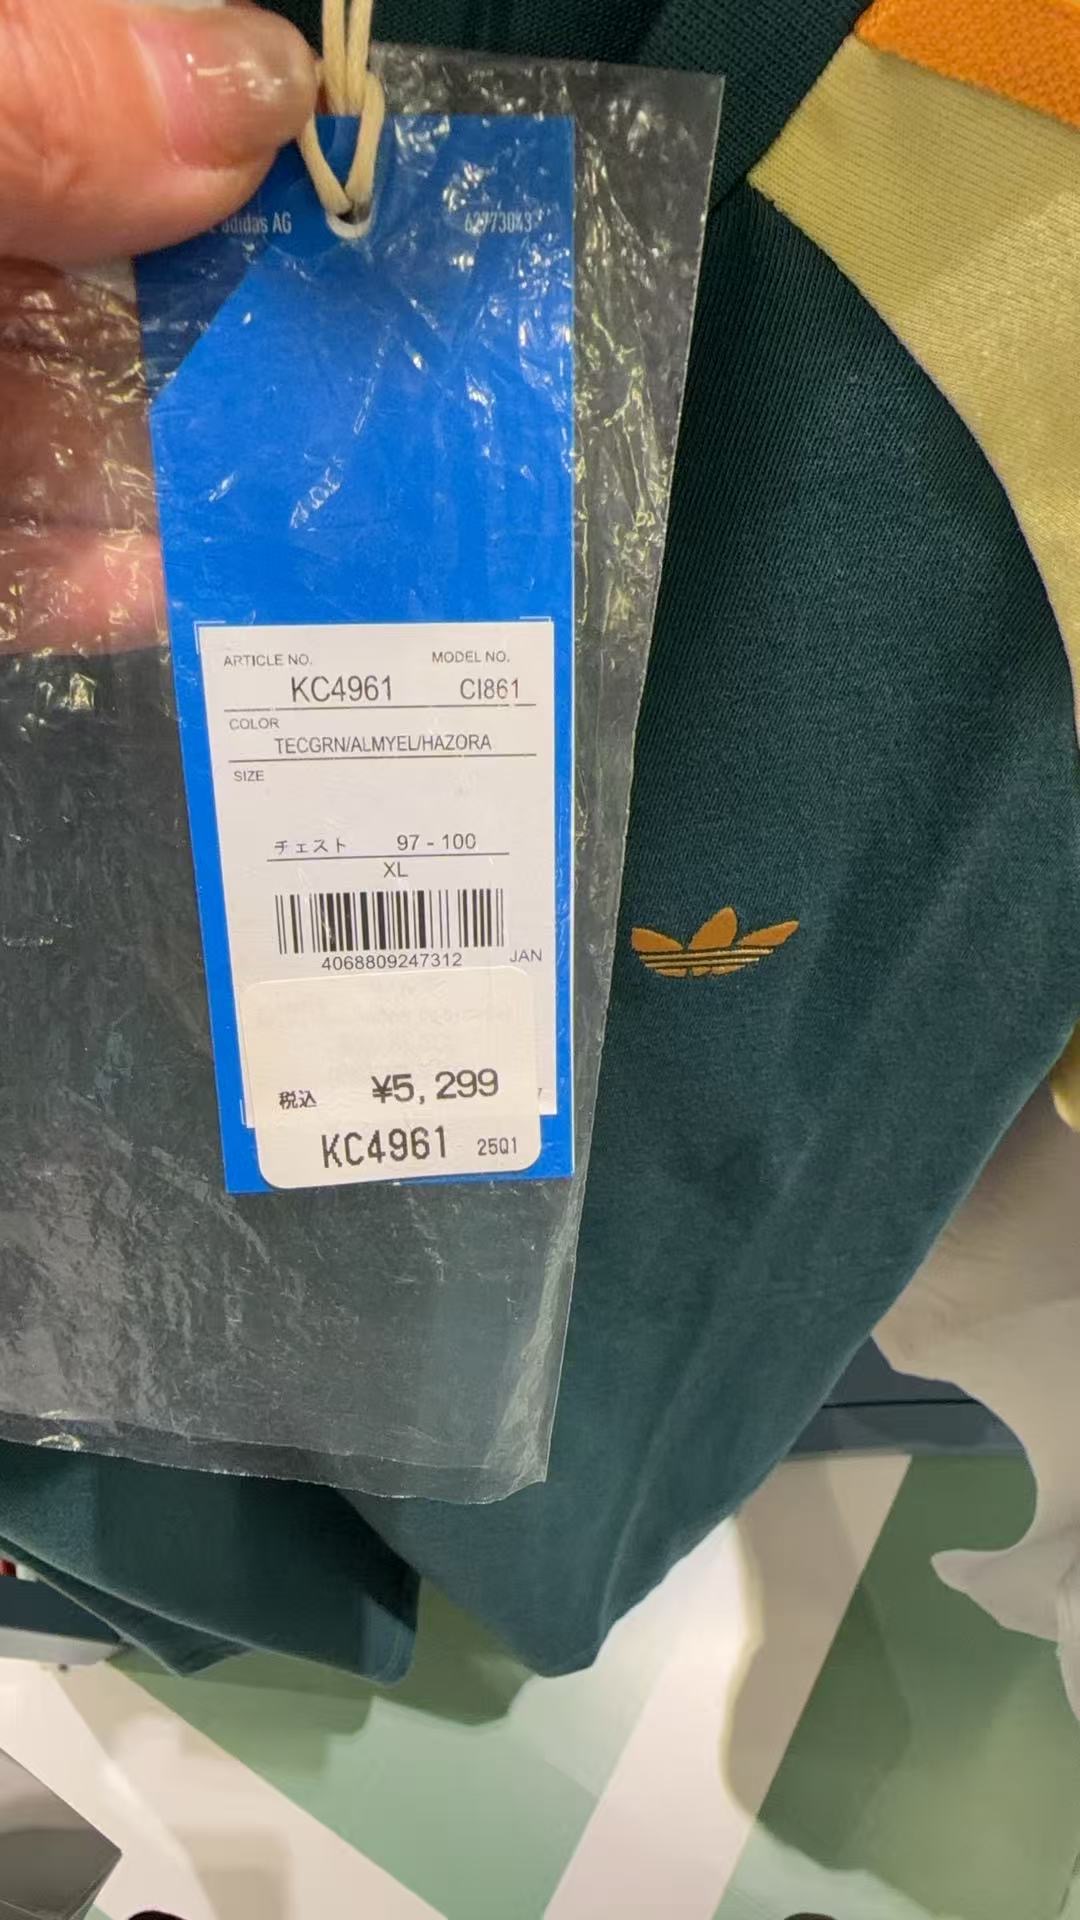 adidas AG 62773043
ARTICLE NO. MODEL NO.
KC4961 CI861
COLOR
TECGRN/ALMYEL/HAZORA
SIZE
チェスト 97 - 100
XL
4068809247312 JAN
税込 ¥5,299
KC4961 25Q1